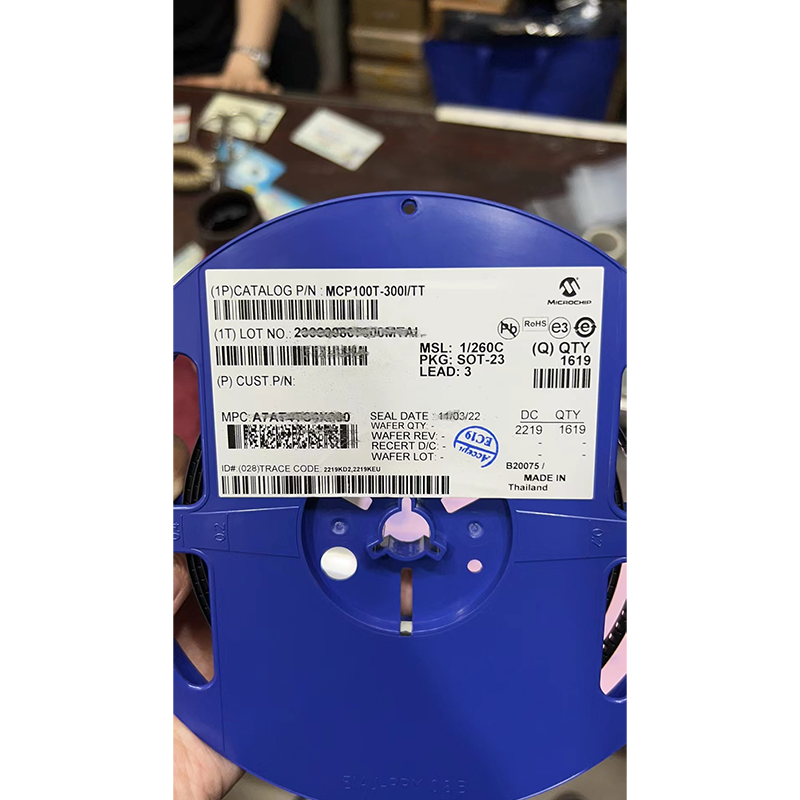 (1P)CATALOG P/N : MCP100T-300I/TT
MICROCHIP
(1T) LOT NO.:
Pb RoHS e3 e
MSL: 1/260C
PKG: SOT-23
LEAD: 3
(Q) QTY
1619
(P) CUST.P/N:
MPC:
SEAL DATE : 11/03/22
WAFER QTY: -
WAFER REV: -
RECERT D/C: -
WAFER LOT: -
EC19
Accept
DC QTY
2219 1619
- -
- -
ID#:(028)TRACE CODE: 2219KD2,2219KEU
B20075 /
MADE IN
Thailand
02